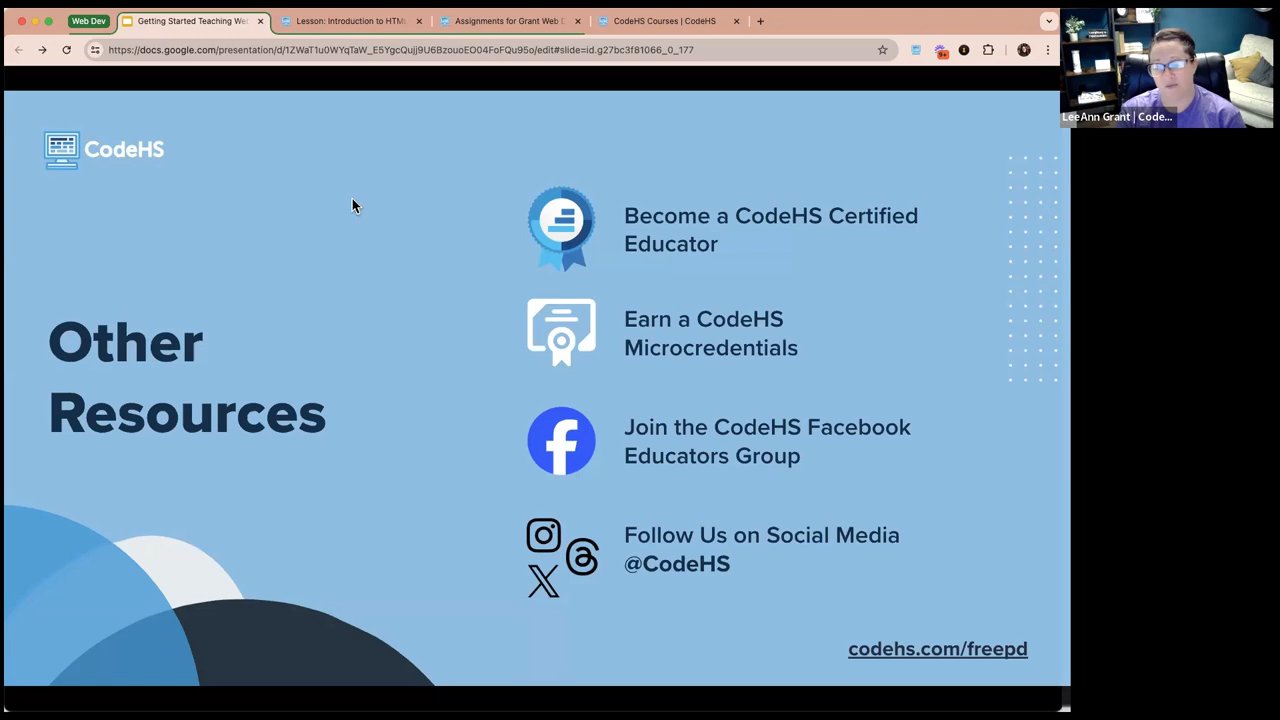 Web Dev
Getting Started Teaching We
Lesson: Introduction to HTM
Assignments for Grant Web D
CodeHS Courses | CodeHS
https://docs.google.com/presentation/d/1ZWaT1u0WYqTaW_E5YgcQujj9U6BzouoEO04FoFQu95o/edit#slide=id.g27bc3f81066_0_177
9+
LeeAnn Grant | Code...
CodeHS
Other
Resources
Become a CodeHS Certified
Educator
Earn a CodeHS
Microcredentials
Join the CodeHS Facebook
Educators Group
Follow Us on Social Media
@CodeHS
codehs.com/freepd